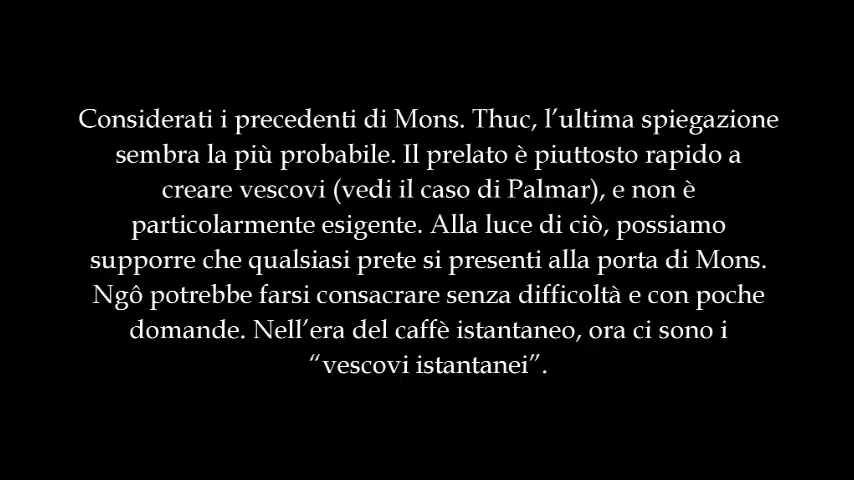 Considerati i precedenti di Mons. Thuc, l’ultima spiegazione
sembra la più probabile. Il prelato è piuttosto rapido a
creare vescovi (vedi il caso di Palmar), e non è
particolarmente esigente. Alla luce di ciò, possiamo
supporre che qualsiasi prete si presenti alla porta di Mons.
Ngô potrebbe farsi consacrare senza difficoltà e con poche
domande. Nell’era del caffè istantaneo, ora ci sono i
“vescovi istantanei”.